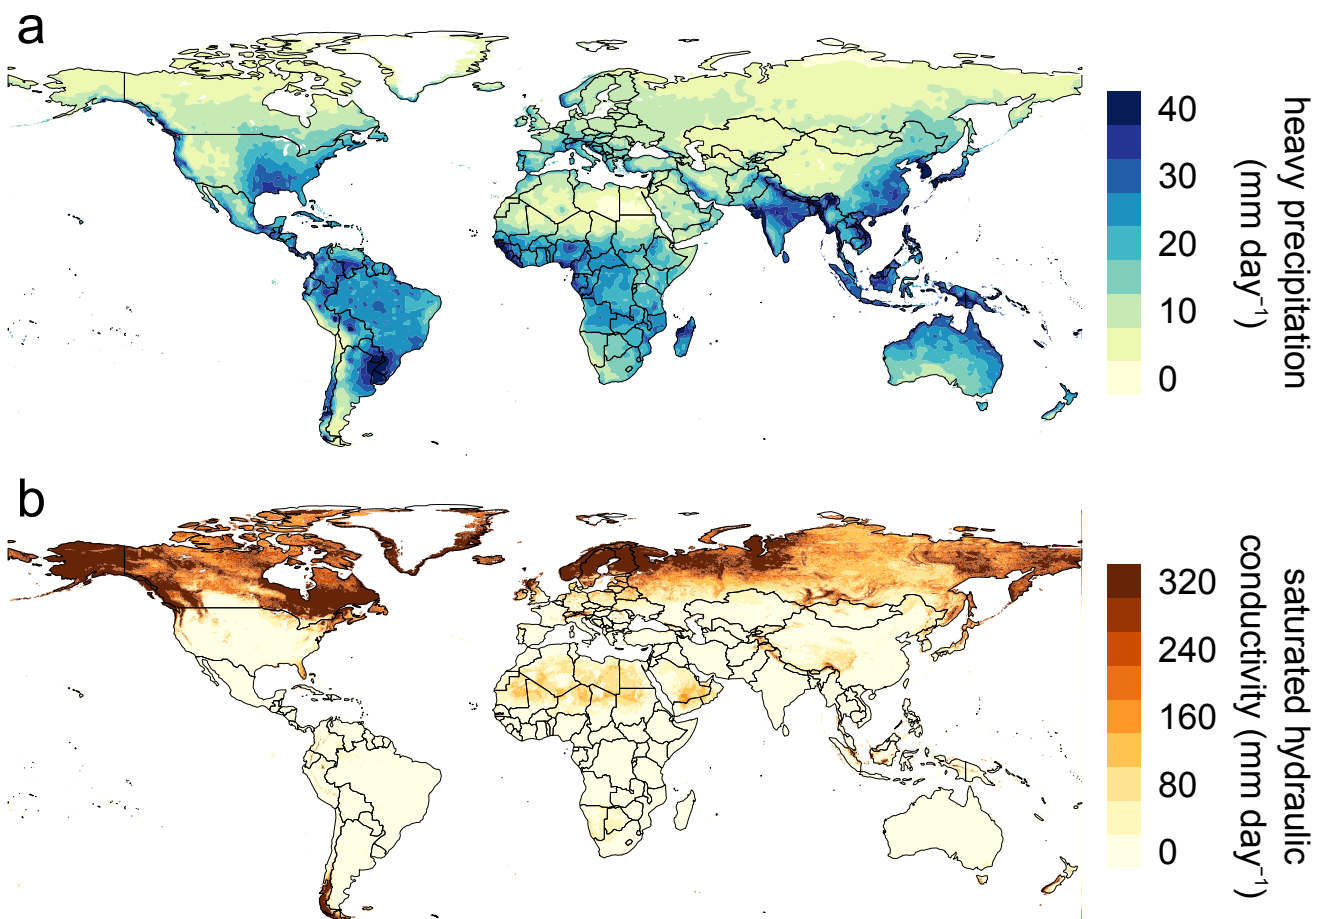 a
40
30
20
10
0
heavy precipitation
(mm day⁻¹)
b
320
240
160
80
0
saturated hydraulic
conductivity (mm day⁻¹)